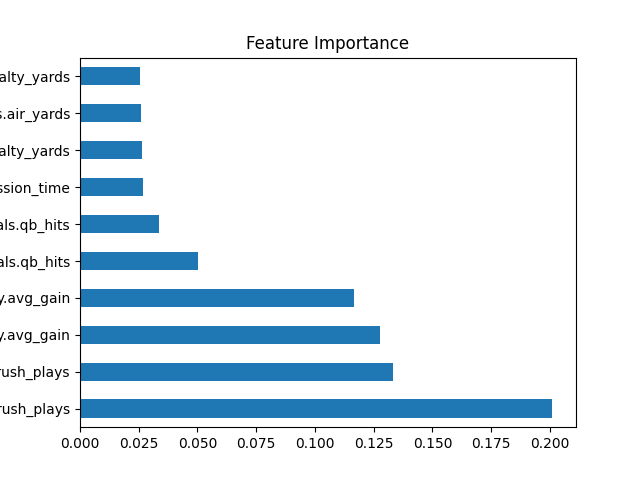 Feature Importance
alty_yards
s.air_yards
alty_yards
ssion_time
als.qb_hits
als.qb_hits
y.avg_gain
y.avg_gain
rush_plays
rush_plays
0.000 0.025 0.050 0.075 0.100 0.125 0.150 0.175 0.200